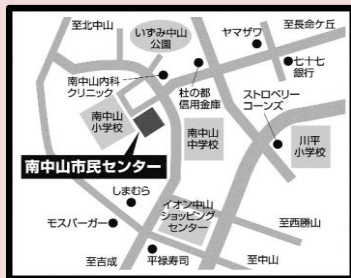 至北中山
いずみ中山
公園
ヤマザワ
至長命ケ丘
七十七
銀行
南中山内科
クリニック
杜の都
信用金庫
ストロベリー
コーンズ
南中山
小学校
南中山
中学校
川平
小学校
南中山市民センター
しまむら
イオン中山
ショッピング
センター
モスバーガー
至西勝山
至吉成
平禄寿司
至中山